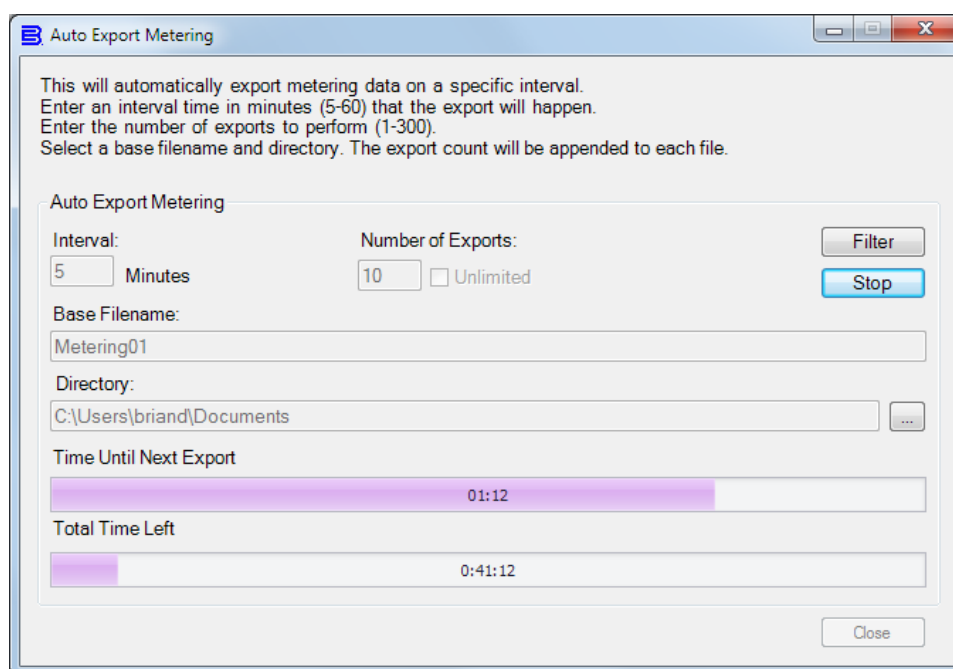 Auto Export Metering
This will automatically export metering data on a specific interval.
Enter an interval time in minutes (5-60) that the export will happen.
Enter the number of exports to perform (1-300).
Select a base filename and directory. The export count will be appended to each file.
Auto Export Metering
Interval:
Number of Exports:
Filter
5 Minutes
10 Unlimited
Stop
Base Filename:
Metering01
Directory:
C:\Users\briand\Documents
...
Time Until Next Export
01:12
Total Time Left
0:41:12
Close